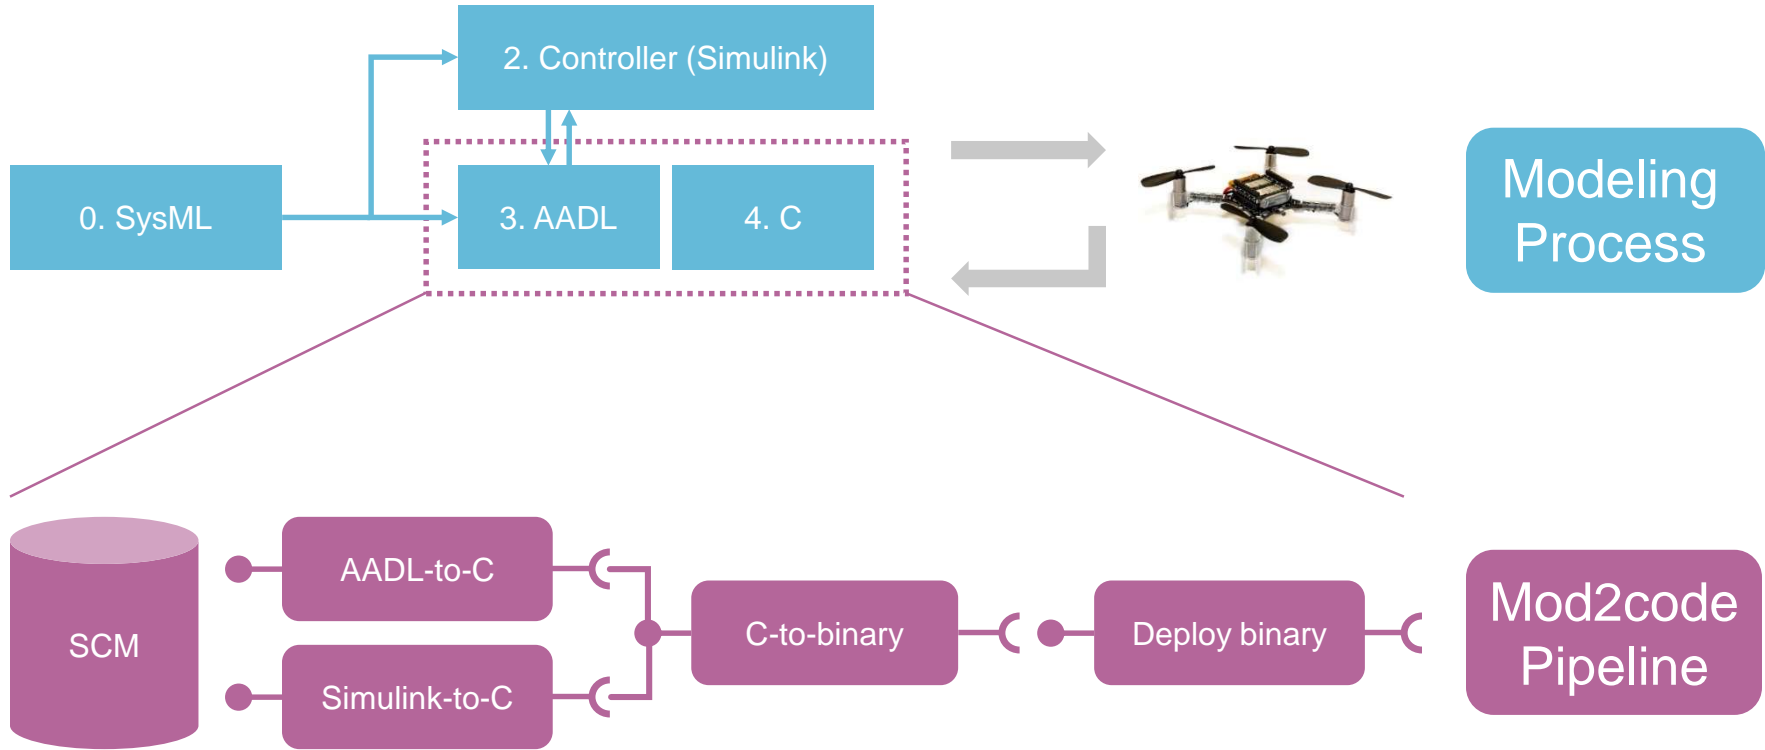 2. Controller (Simulink)
0. SysML
3. AADL
4. C
Modeling
Process
SCM
AADL-to-C
Simulink-to-C
C-to-binary
Deploy binary
Mod2code
Pipeline